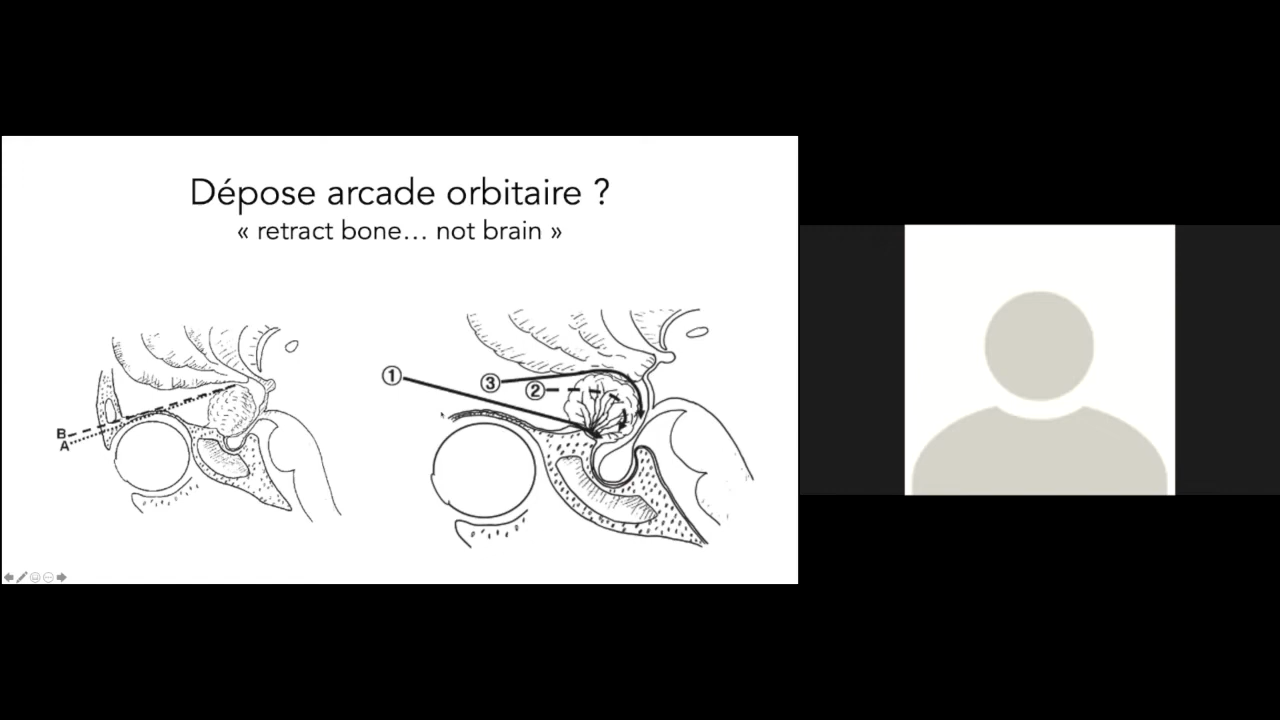 Dépose arcade orbitaire ?
« retract bone… not brain »
B
A
①
③
②